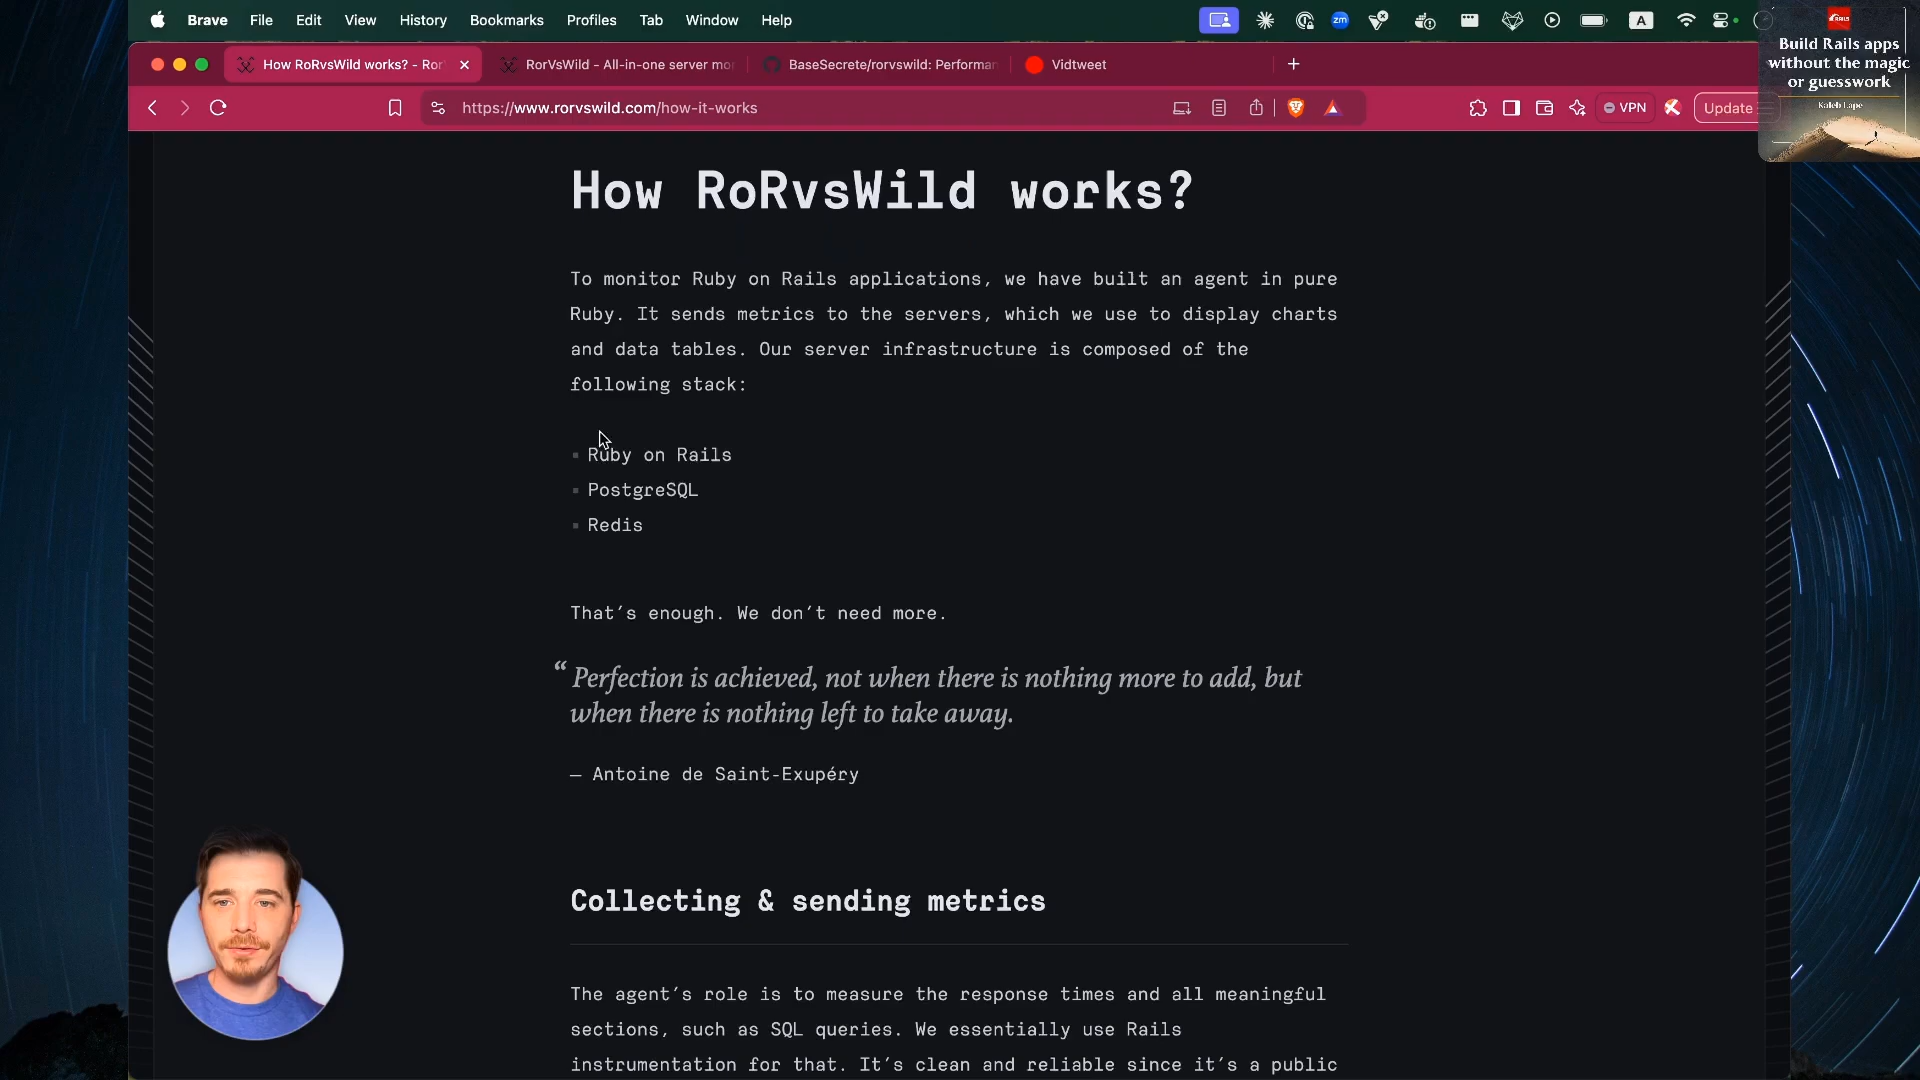 Brave File Edit View History Bookmarks Profiles Tab Window Help
zm
A
RAILS
Build Rails apps
without the magic
or guesswork
Kaleb Lape
How RoRvsWild works? - Ror
RorVsWild - All-in-one server mo
BaseSecrete/rorvswild: Performan
Vidtweet
https://www.rorvswild.com/how-it-works
VPN
Update
How RoRvsWild works?
To monitor Ruby on Rails applications, we have built an agent in pure
Ruby. It sends metrics to the servers, which we use to display charts
and data tables. Our server infrastructure is composed of the
following stack:
Ruby on Rails
PostgreSQL
Redis
That's enough. We don't need more.
“ Perfection is achieved, not when there is nothing more to add, but
when there is nothing left to take away.
— Antoine de Saint-Exupéry
Collecting & sending metrics
The agent's role is to measure the response times and all meaningful
sections, such as SQL queries. We essentially use Rails
instrumentation for that. It's clean and reliable since it's a public